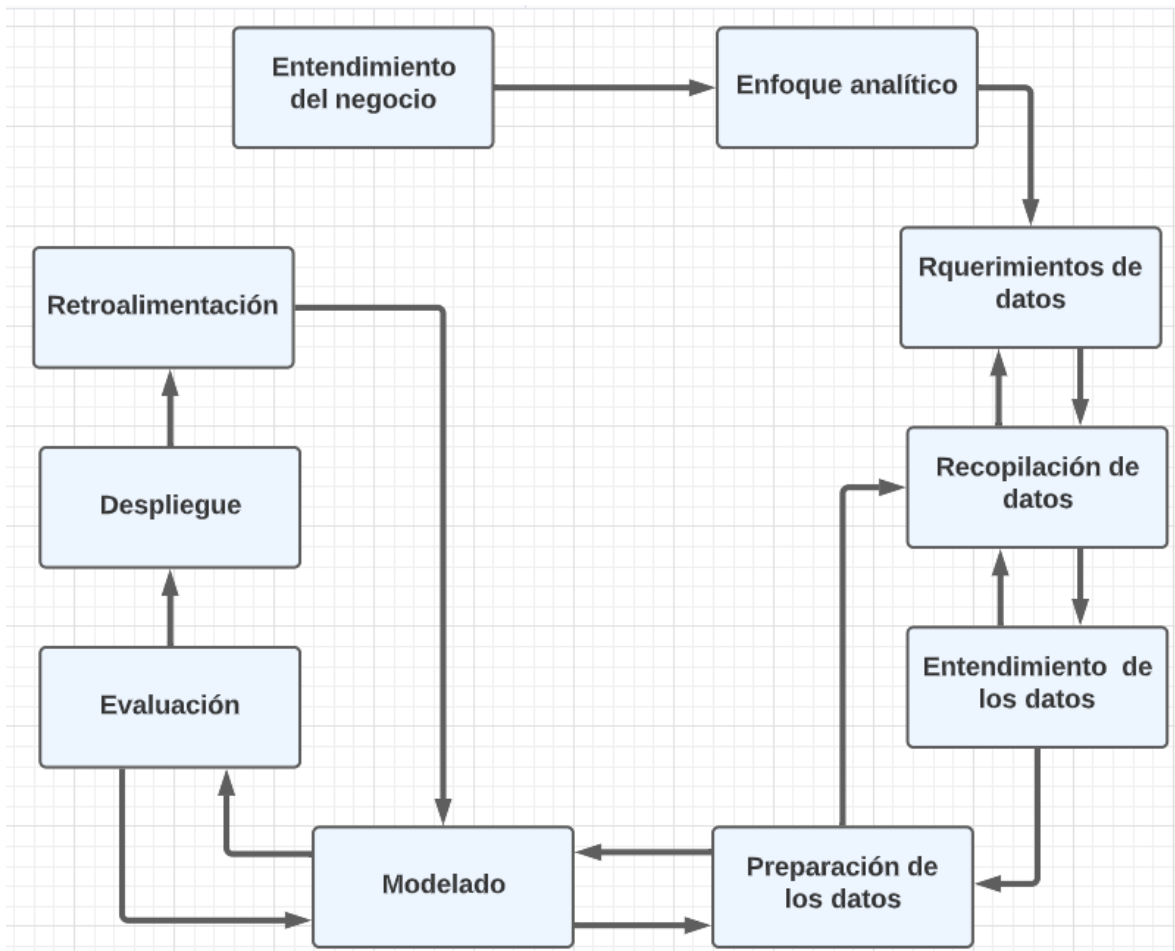 Entendimiento
del negocio
Enfoque analítico
Rquerimientos de
datos
Retroalimentación
Recopilación de
datos
Despliegue
Entendimiento de
los datos
Evaluación
Preparación de
los datos
Modelado